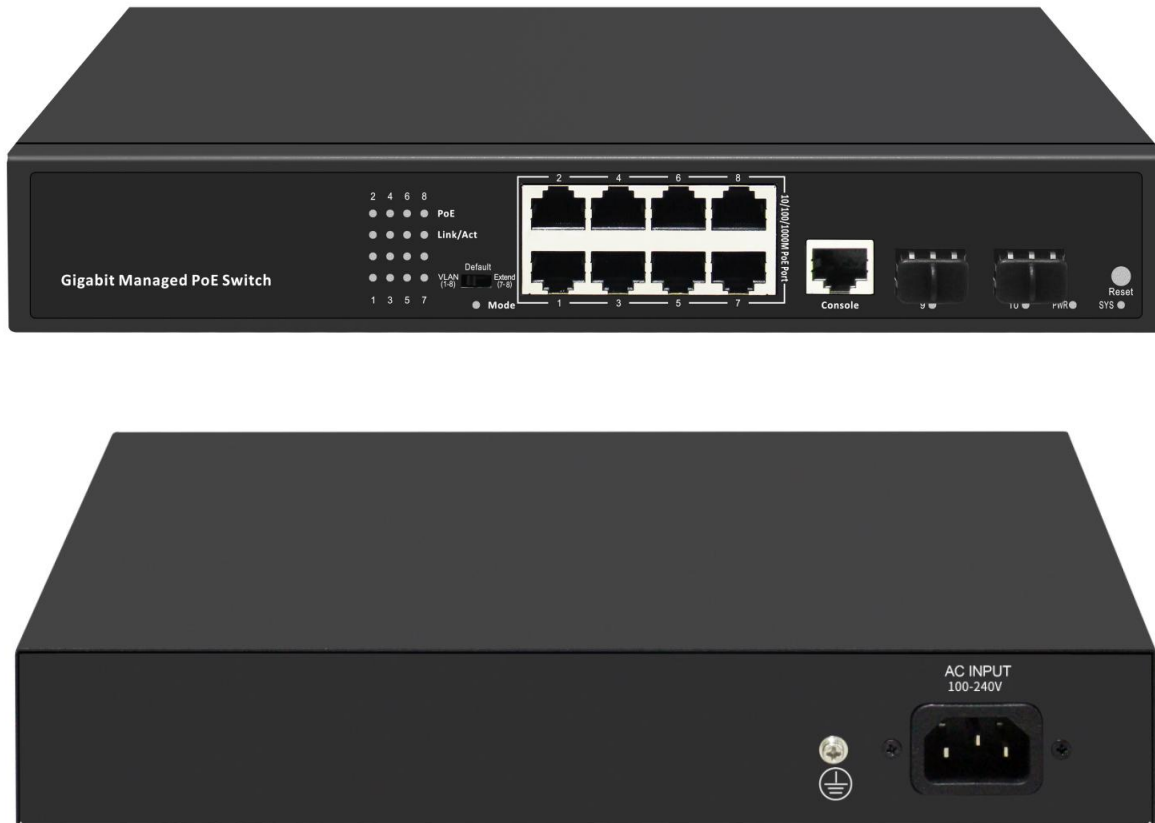 2 4 6 8
PoE
Link/Act
Gigabit Managed PoE Switch
Default
VLAN
(1-8)
Extend
(7-8)
1 3 5 7
Mode
2 4 6 8
1 3 5 7
10/100/1000M PoE Port
Console
9
10
PWR
SYS
Reset
AC INPUT
100-240V